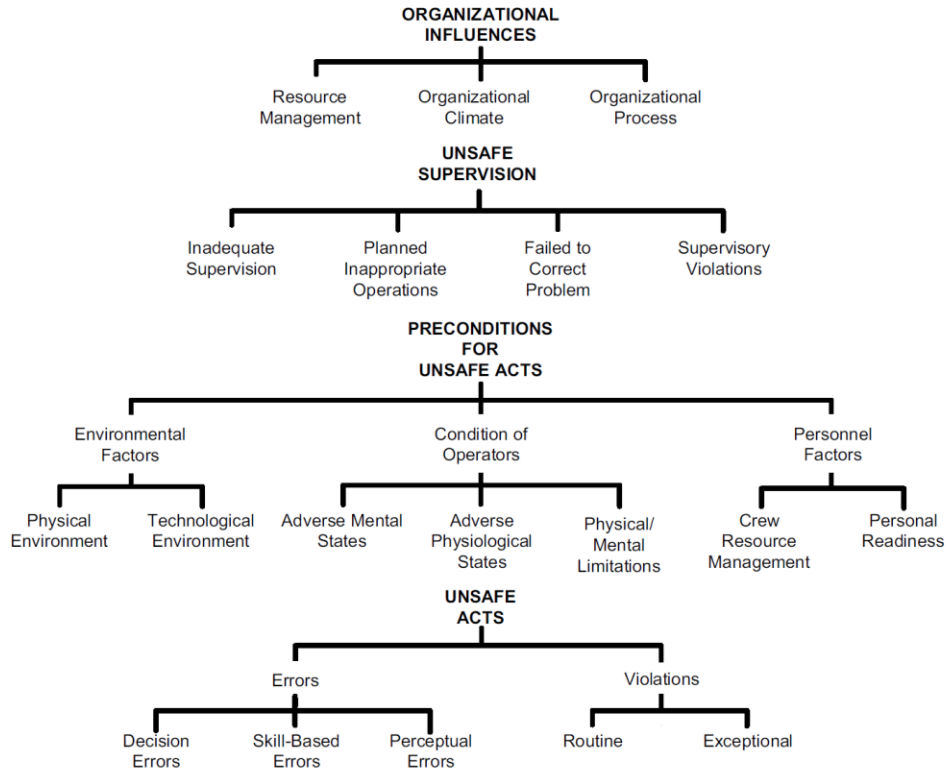 ORGANIZATIONAL
INFLUENCES
Resource
Management
Organizational
Climate
Organizational
Process
UNSAFE
SUPERVISION
Inadequate
Supervision
Planned
Inappropriate
Operations
Failed to
Correct
Problem
Supervisory
Violations
PRECONDITIONS
FOR
UNSAFE ACTS
Environmental
Factors
Condition of
Operators
Personnel
Factors
Physical
Environment
Technological
Environment
Adverse Mental
States
Adverse
Physiological
States
Physical/
Mental
Limitations
Crew
Resource
Management
Personal
Readiness
UNSAFE
ACTS
Errors
Violations
Decision
Errors
Skill-Based
Errors
Perceptual
Errors
Routine
Exceptional